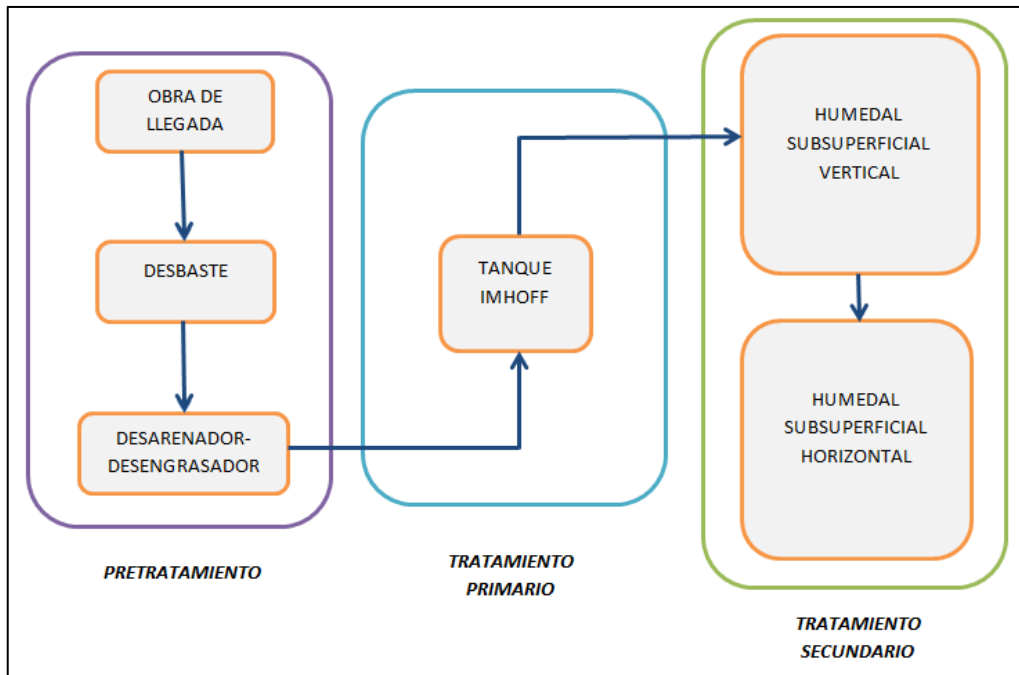 OBRA DE
LLEGADA
DESBASTE
DESARENADOR-
DESENGRASADOR
PRETRATAMIENTO
TANQUE
IMHOFF
TRATAMIENTO
PRIMARIO
HUMEDAL
SUBSUPERFICIAL
VERTICAL
HUMEDAL
SUBSUPERFICIAL
HORIZONTAL
TRATAMIENTO
SECUNDARIO